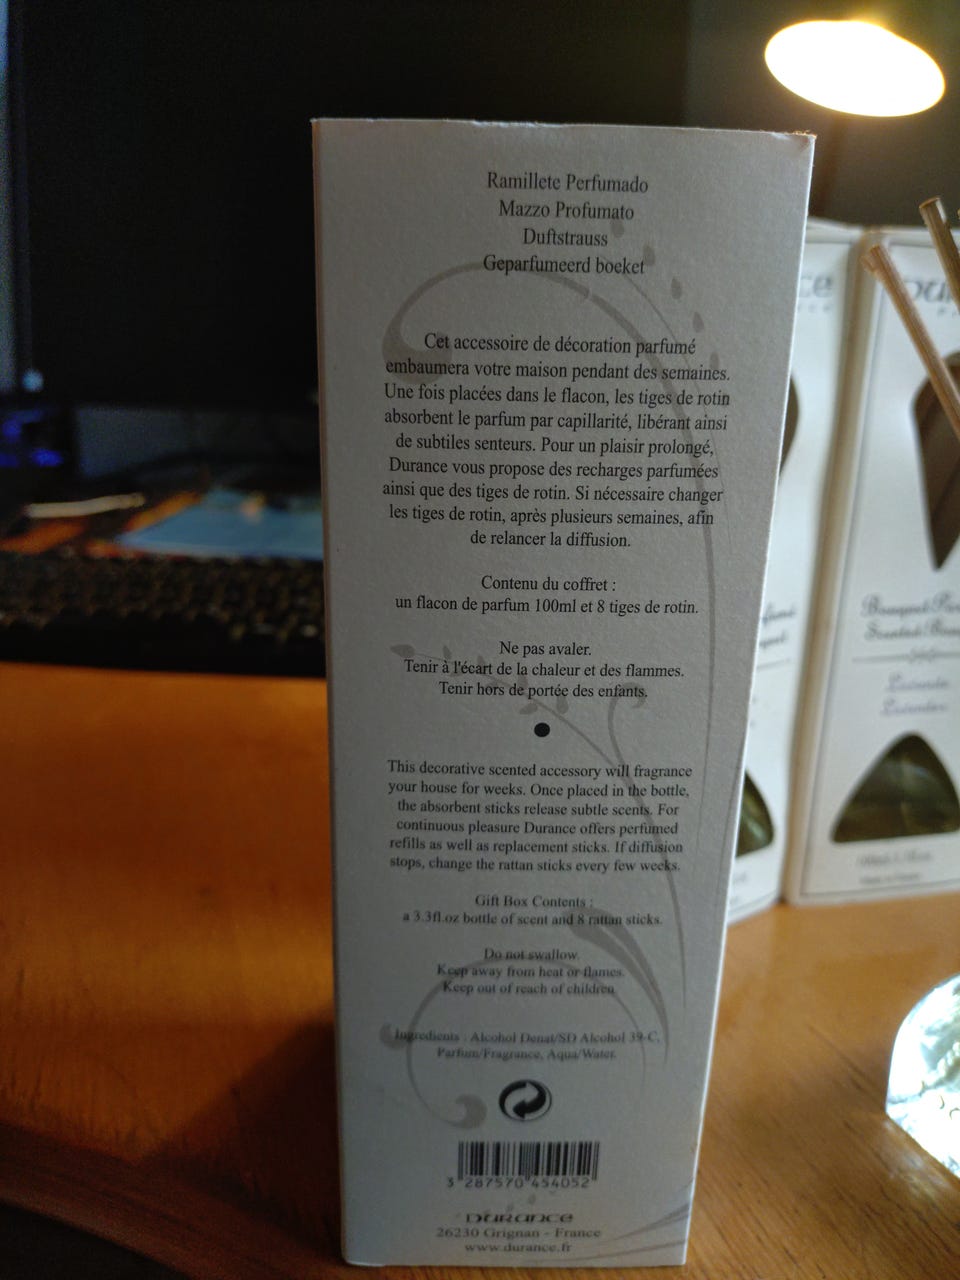 Ramillete Perfumado
Mazzo Profumato
Duftstrauss
Geparfumeerd boeket
Cet accessoire de décoration parfumé
embaumera votre maison pendant des semaines.
Une fois placées dans le flacon, les tiges de rotin
absorbent le parfum par capillarité, libérant ainsi
de subtiles senteurs. Pour un plaisir prolongé,
Durance vous propose des recharges parfumées
ainsi que des tiges de rotin. Si nécessaire changer
les tiges de rotin, après plusieurs semaines, afin
de relancer la diffusion.
Contenu du coffret :
un flacon de parfum 100ml et 8 tiges de rotin.
Ne pas avaler.
Tenir à l'écart de la chaleur et des flammes.
Tenir hors de portée des enfants.
This decorative scented accessory will fragrance
your house for weeks. Once placed in the bottle,
the absorbent sticks release subtle scents. For
continuous pleasure Durance offers perfumed
refills as well as replacement sticks. If diffusion
stops, change the rattan sticks every few weeks.
Gift Box Contents :
a 3.3fl.oz bottle of scent and 8 rattan sticks.
Do not swallow.
Keep away from heat or flames.
Keep out of reach of children.
Ingredients : Alcohol Denat/SD Alcohol 39-C,
Parfum/Fragrance, Aqua/Water.
3 287570 454052
DURANCE
26230 Grignan - France
www.durance.fr